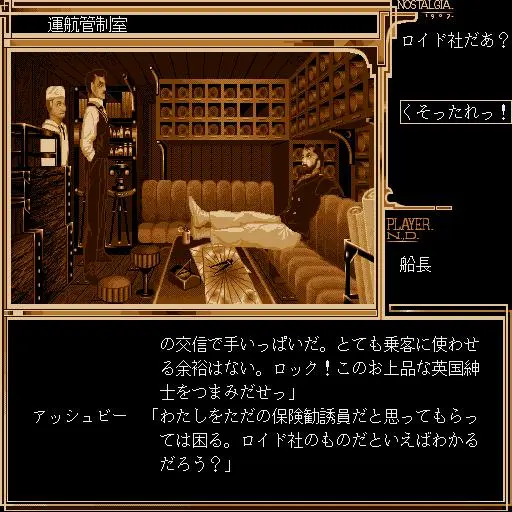 運航管制室
NOSTALGIA.
1907.
ロイド社だあ?
くそったれっ!
PLAYER.
N.D.
船長
の交信で手いっぱいだ。とても乗客に使わせ
る余裕はない。ロック!このお上品な英国紳
士をつまみだせっ」
アッシュビー 「わたしをただの保険勧誘員だと思ってもらっ
ては困る。ロイド社のものだといえばわかる
だろう?」